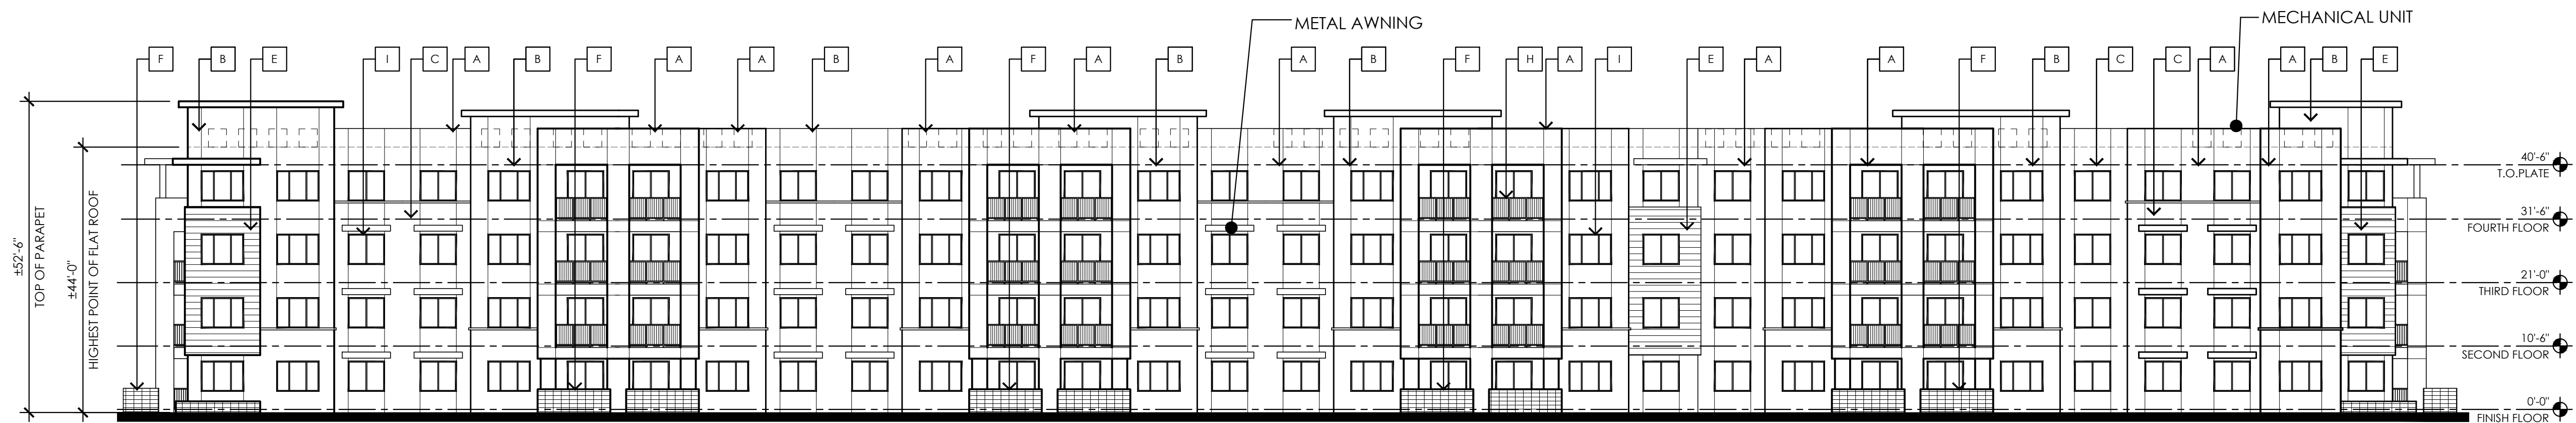 METAL AWNING
MECHANICAL UNIT
F
B
E
I
C
A
B
F
A
A
B
A
F
A
B
A
B
F
H
A
I
E
A
A
F
B
C
C
A
A
B
E
±52'-6"
TOP OF PARAPET
±44'-0"
HIGHEST POINT OF FLAT ROOF
40'-6"
T.O.PLATE
31'-6"
FOURTH FLOOR
21'-0"
THIRD FLOOR
10'-6"
SECOND FLOOR
0'-0"
FINISH FLOOR